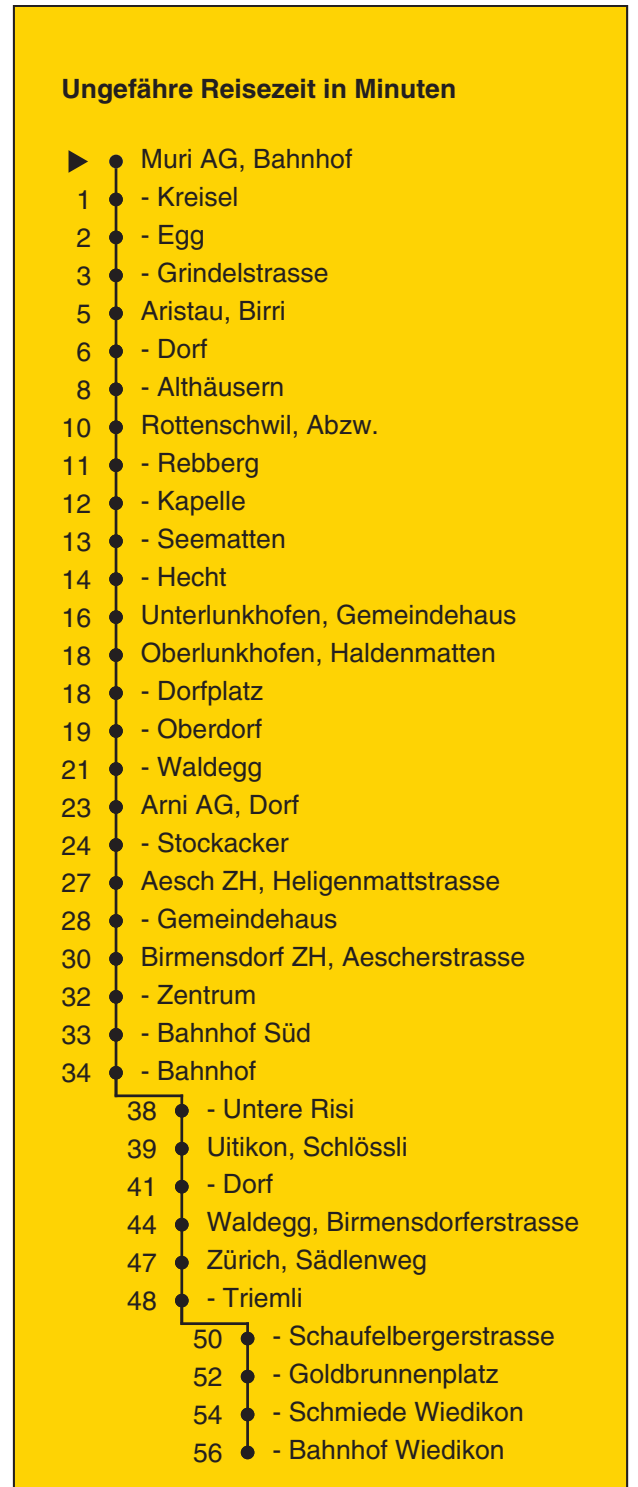 Ungefähre Reisezeit in Minuten
Muri AG, Bahnhof
1 - Kreisel
2 - Egg
3 - Grindelstrasse
5 Aristau, Birri
6 - Dorf
8 - Althäusern
10 Rottenschwil, Abzw.
11 - Rebberg
12 - Kapelle
13 - Seematten
14 - Hecht
16 Unterlunkhofen, Gemeindehaus
18 Oberlunkhofen, Haldenmatten
18 - Dorfplatz
19 - Oberdorf
21 - Waldegg
23 Arni AG, Dorf
24 - Stockacker
27 Aesch ZH, Heligenmattstrasse
28 - Gemeindehaus
30 Birmensdorf ZH, Aescherstrasse
32 - Zentrum
33 - Bahnhof Süd
34 - Bahnhof
38 - Untere Risi
39 Uitikon, Schlössli
41 - Dorf
44 Waldegg, Birmensdorferstrasse
47 Zürich, Sädlenweg
48 - Triemli
50 - Schaufelbergerstrasse
52 - Goldbrunnenplatz
54 - Schmiede Wiedikon
56 - Bahnhof Wiedikon